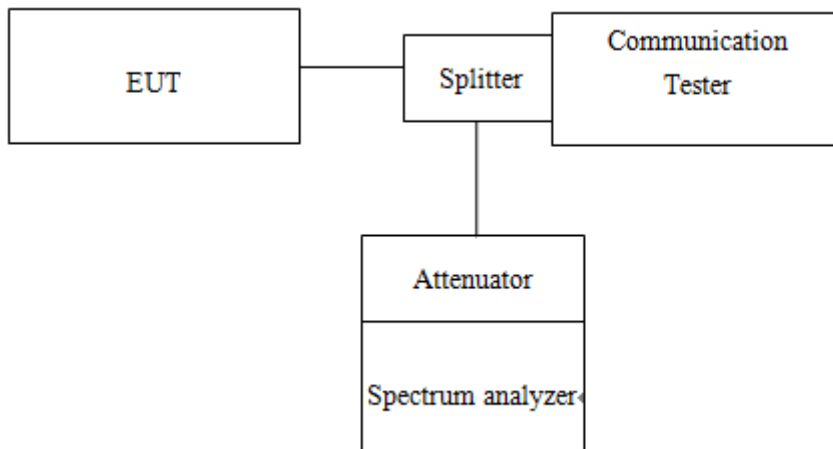 EUT
Splitter
Communication
Tester
Attenuator
Spectrum analyzer